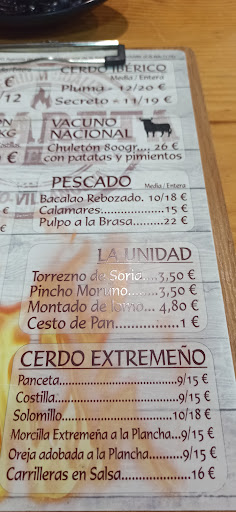 CERDO IBÉRICO
Media / Entera
Pluma = 12/20 €
Secreto = 11/19 €
VACUNO
NACIONAL
Chuletón 800gr.... 26 €
con patatas y pimientos
PESCADO
Media / Entera
Bacalao Rebozado. 10/18 €
Calamares...............15 €
Pulpo a la Brasa........22 €
LA UNIDAD
Torrezno de Soria....3,50 €
Pincho Moruno........3,50 €
Montado de lomo...4,80 €
Cesto de Pan.............1 €
CERDO EXTREMEÑO
Panceta.......................9/15 €
Costilla........................9/15 €
Solomillo....................10/18 €
Morcilla Extremeña a la Plancha...9/15 €
Oreja adobada a la Plancha.......9/15 €
Carrilleras en Salsa.................16 €